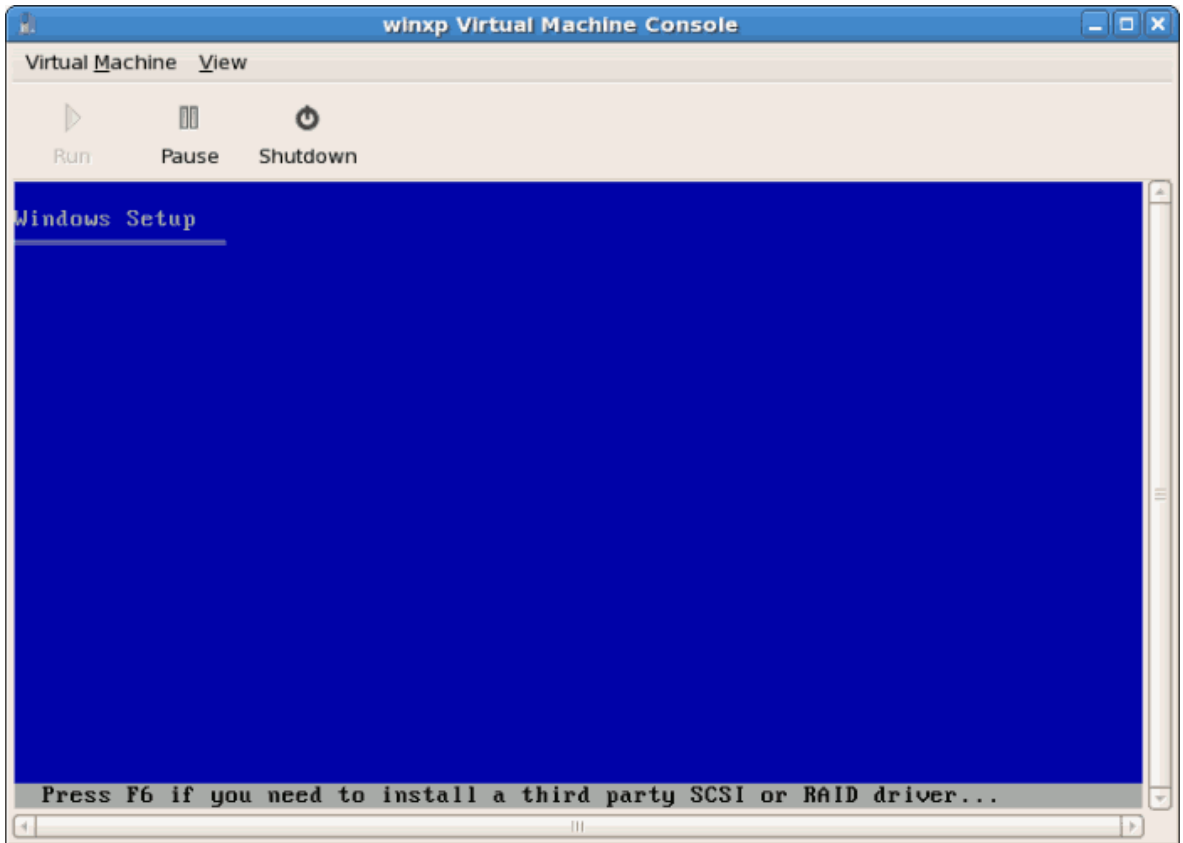 winxp Virtual Machine Console
Virtual Machine View
Run Pause Shutdown
Windows Setup
Press F6 if you need to install a third party SCSI or RAID driver...